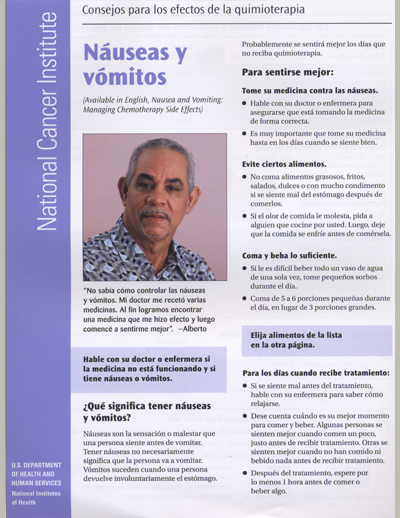 Consejos para los efectos de la quimioterapia
National Cancer Institute
Náuseas y
vómitos
(Available in English, Nausea and Vomiting:
Managing Chemotherapy Side Effects)
"No sabía cómo controlar las náuseas
y vómitos. Mi doctor me recetó varias
medicinas. Al fin logramos encontrar
una medicina que me hizo efecto y luego
comencé a sentirme mejor". —Alberto
Hable con su doctor o enfermera si
la medicina no está funcionando y si
tiene náuseas o vómitos.
¿Qué significa tener náuseas
y vómitos?
Náuseas son la sensación o malestar que
una persona siente antes de vomitar.
Tener náuseas no necesariamente
significa que la persona va a vomitar.
Vómitos suceden cuando una persona
devuelve involuntariamente el estómago.
Probablemente se sentirá mejor los días que
no reciba quimioterapia.
Para sentirse mejor:
Tome su medicina contra las náuseas.
● Hable con su doctor o enfermera para
asegurarse que está tomando la medicina
de forma correcta.
● Es muy importante que tome su medicina
hasta en los días cuando se siente bien.
Evite ciertos alimentos.
● No coma alimentos grasosos, fritos,
salados, dulces o con mucho condimento
si se siente mal del estómago después de
comerlos.
● Si el olor de comida le molesta, pida a
alguien que cocine por usted. Luego, deje
que la comida se enfríe antes de comérsela.
Coma y beba lo suficiente.
● Si le es difícil beber todo un vaso de agua
de una sola vez, tome pequeños sorbos
durante el día.
● Coma de 5 a 6 porciones pequeñas durante
el día, en lugar de 3 porciones grandes.
Elija alimentos de la lista
en la otra página.
Para los días cuando recibe tratamiento:
● Si se siente mal antes del tratamiento,
hable con su enfermera para saber cómo
relajarse.
● Dese cuenta cuándo es su mejor momento
para comer y beber. Algunas personas se
sienten mejor cuando comen un poco,
justo antes de recibir tratamiento. Otras se
sienten mejor cuando no han comido ni
bebido nada antes de recibir tratamiento.
● Después del tratamiento, espere por
lo menos 1 hora antes de comer o
beber algo.
U.S. DEPARTMENT
OF HEALTH AND
HUMAN SERVICES
National Institutes
of Health